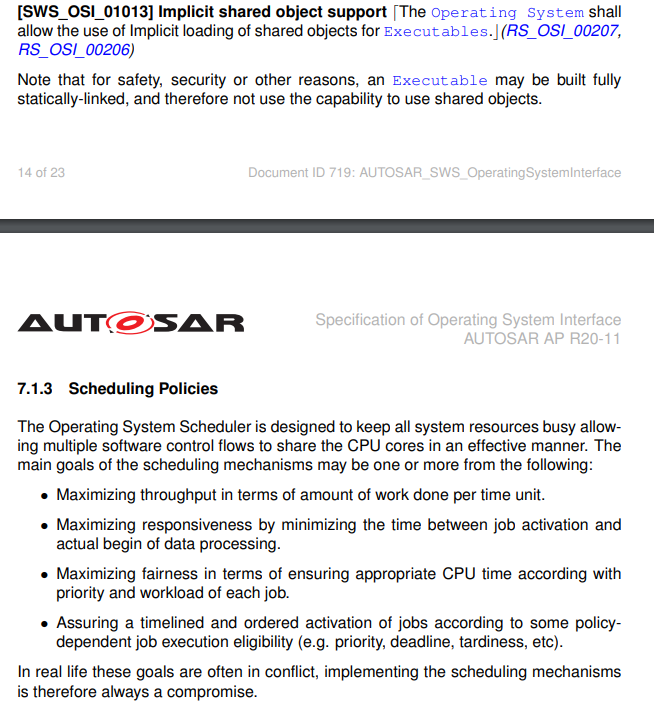 [SWS_OSI_01013] Implicit shared object support ⌈The Operating System shall
allow the use of Implicit loading of shared objects for Executables.⌋(RS_OSI_00207,
RS_OSI_00206)
Note that for safety, security or other reasons, an Executable may be built fully
statically-linked, and therefore not use the capability to use shared objects.
14 of 23 Document ID 719: AUTOSAR_SWS_OperatingSystemInterface
AUTOSAR
Specification of Operating System Interface
AUTOSAR AP R20-11
7.1.3 Scheduling Policies
The Operating System Scheduler is designed to keep all system resources busy allow-
ing multiple software control flows to share the CPU cores in an effective manner. The
main goals of the scheduling mechanisms may be one or more from the following:
• Maximizing throughput in terms of amount of work done per time unit.
• Maximizing responsiveness by minimizing the time between job activation and
actual begin of data processing.
• Maximizing fairness in terms of ensuring appropriate CPU time according with
priority and workload of each job.
• Assuring a timelined and ordered activation of jobs according to some policy-
dependent job execution eligibility (e.g. priority, deadline, tardiness, etc).
In real life these goals are often in conflict, implementing the scheduling mechanisms
is therefore always a compromise.